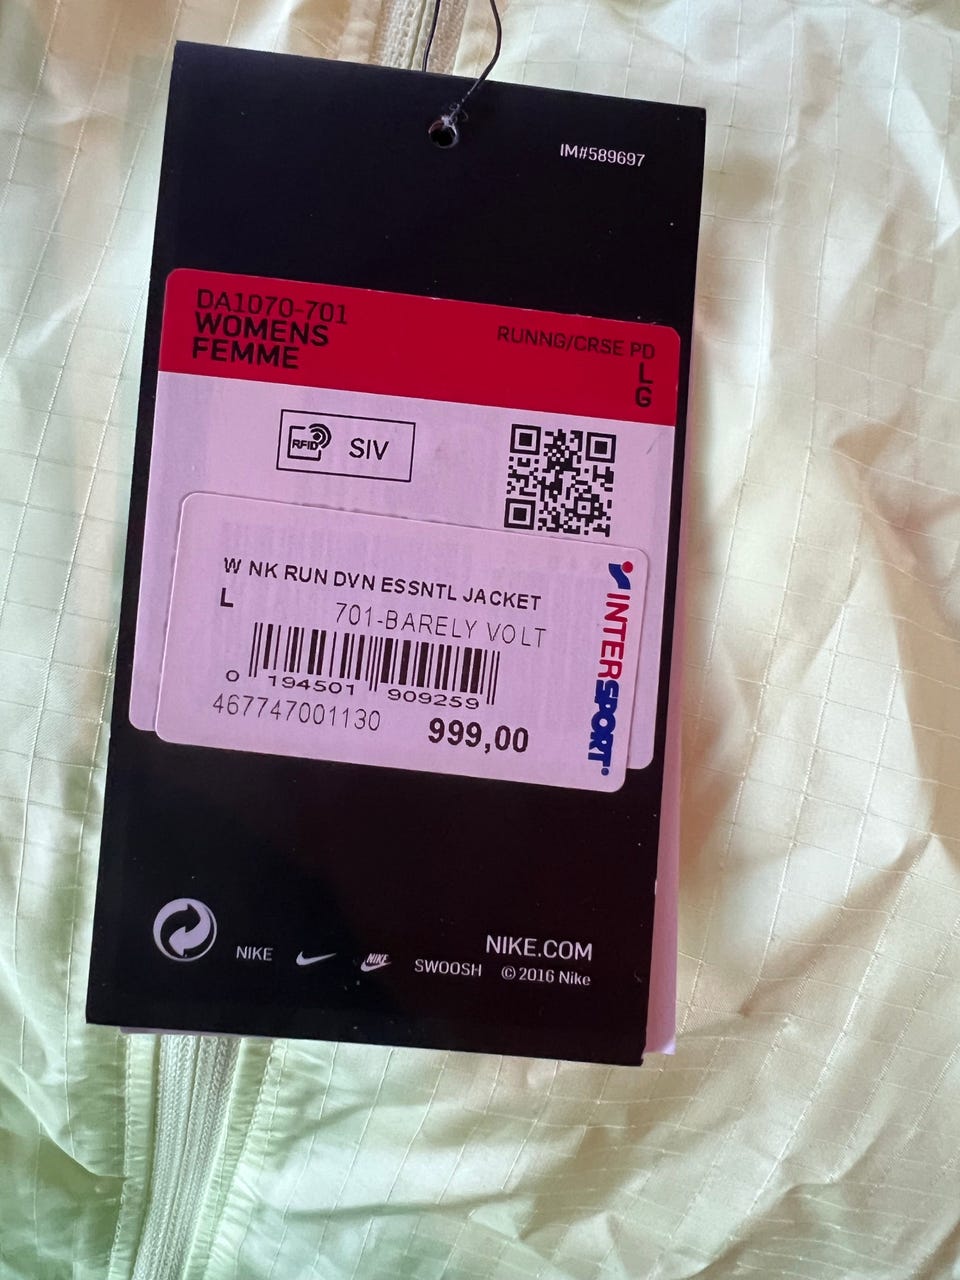 IM#589697
DA1070-701
WOMENS
FEMME
RUNNG/CRSE PD
L
G
RFID SIV
W NK RUN DVN ESSNTL JACKET
L
701-BARELY VOLT
0 194501 909259
467747001130 999,00
INTERSPORT
NIKE NIKE SWOOSH
NIKE.COM
© 2016 Nike